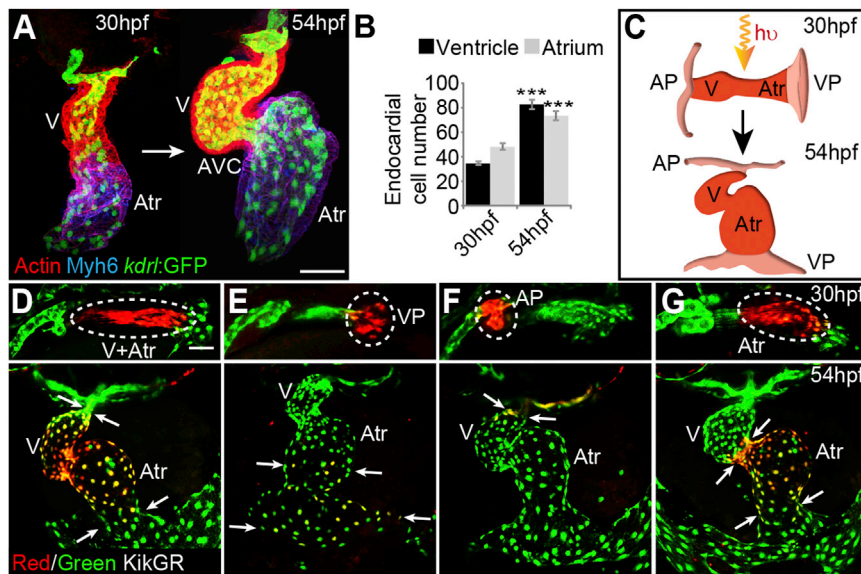 A
30hpf
54hpf
V
V
AVC
Atr
Atr
Actin Myh6 kdrl:GFP
B
Ventricle Atrium
Endocardial
cell number
100
80
60
40
20
0
***
***
30hpf
54hpf
C
hυ
30hpf
AP
V
Atr
VP
54hpf
AP
V
Atr
VP
D
V+Atr
E
VP
F
AP
G
30hpf
Atr
V
Atr
V
Atr
V
Atr
54hpf
V
Atr
Red/Green KikGR